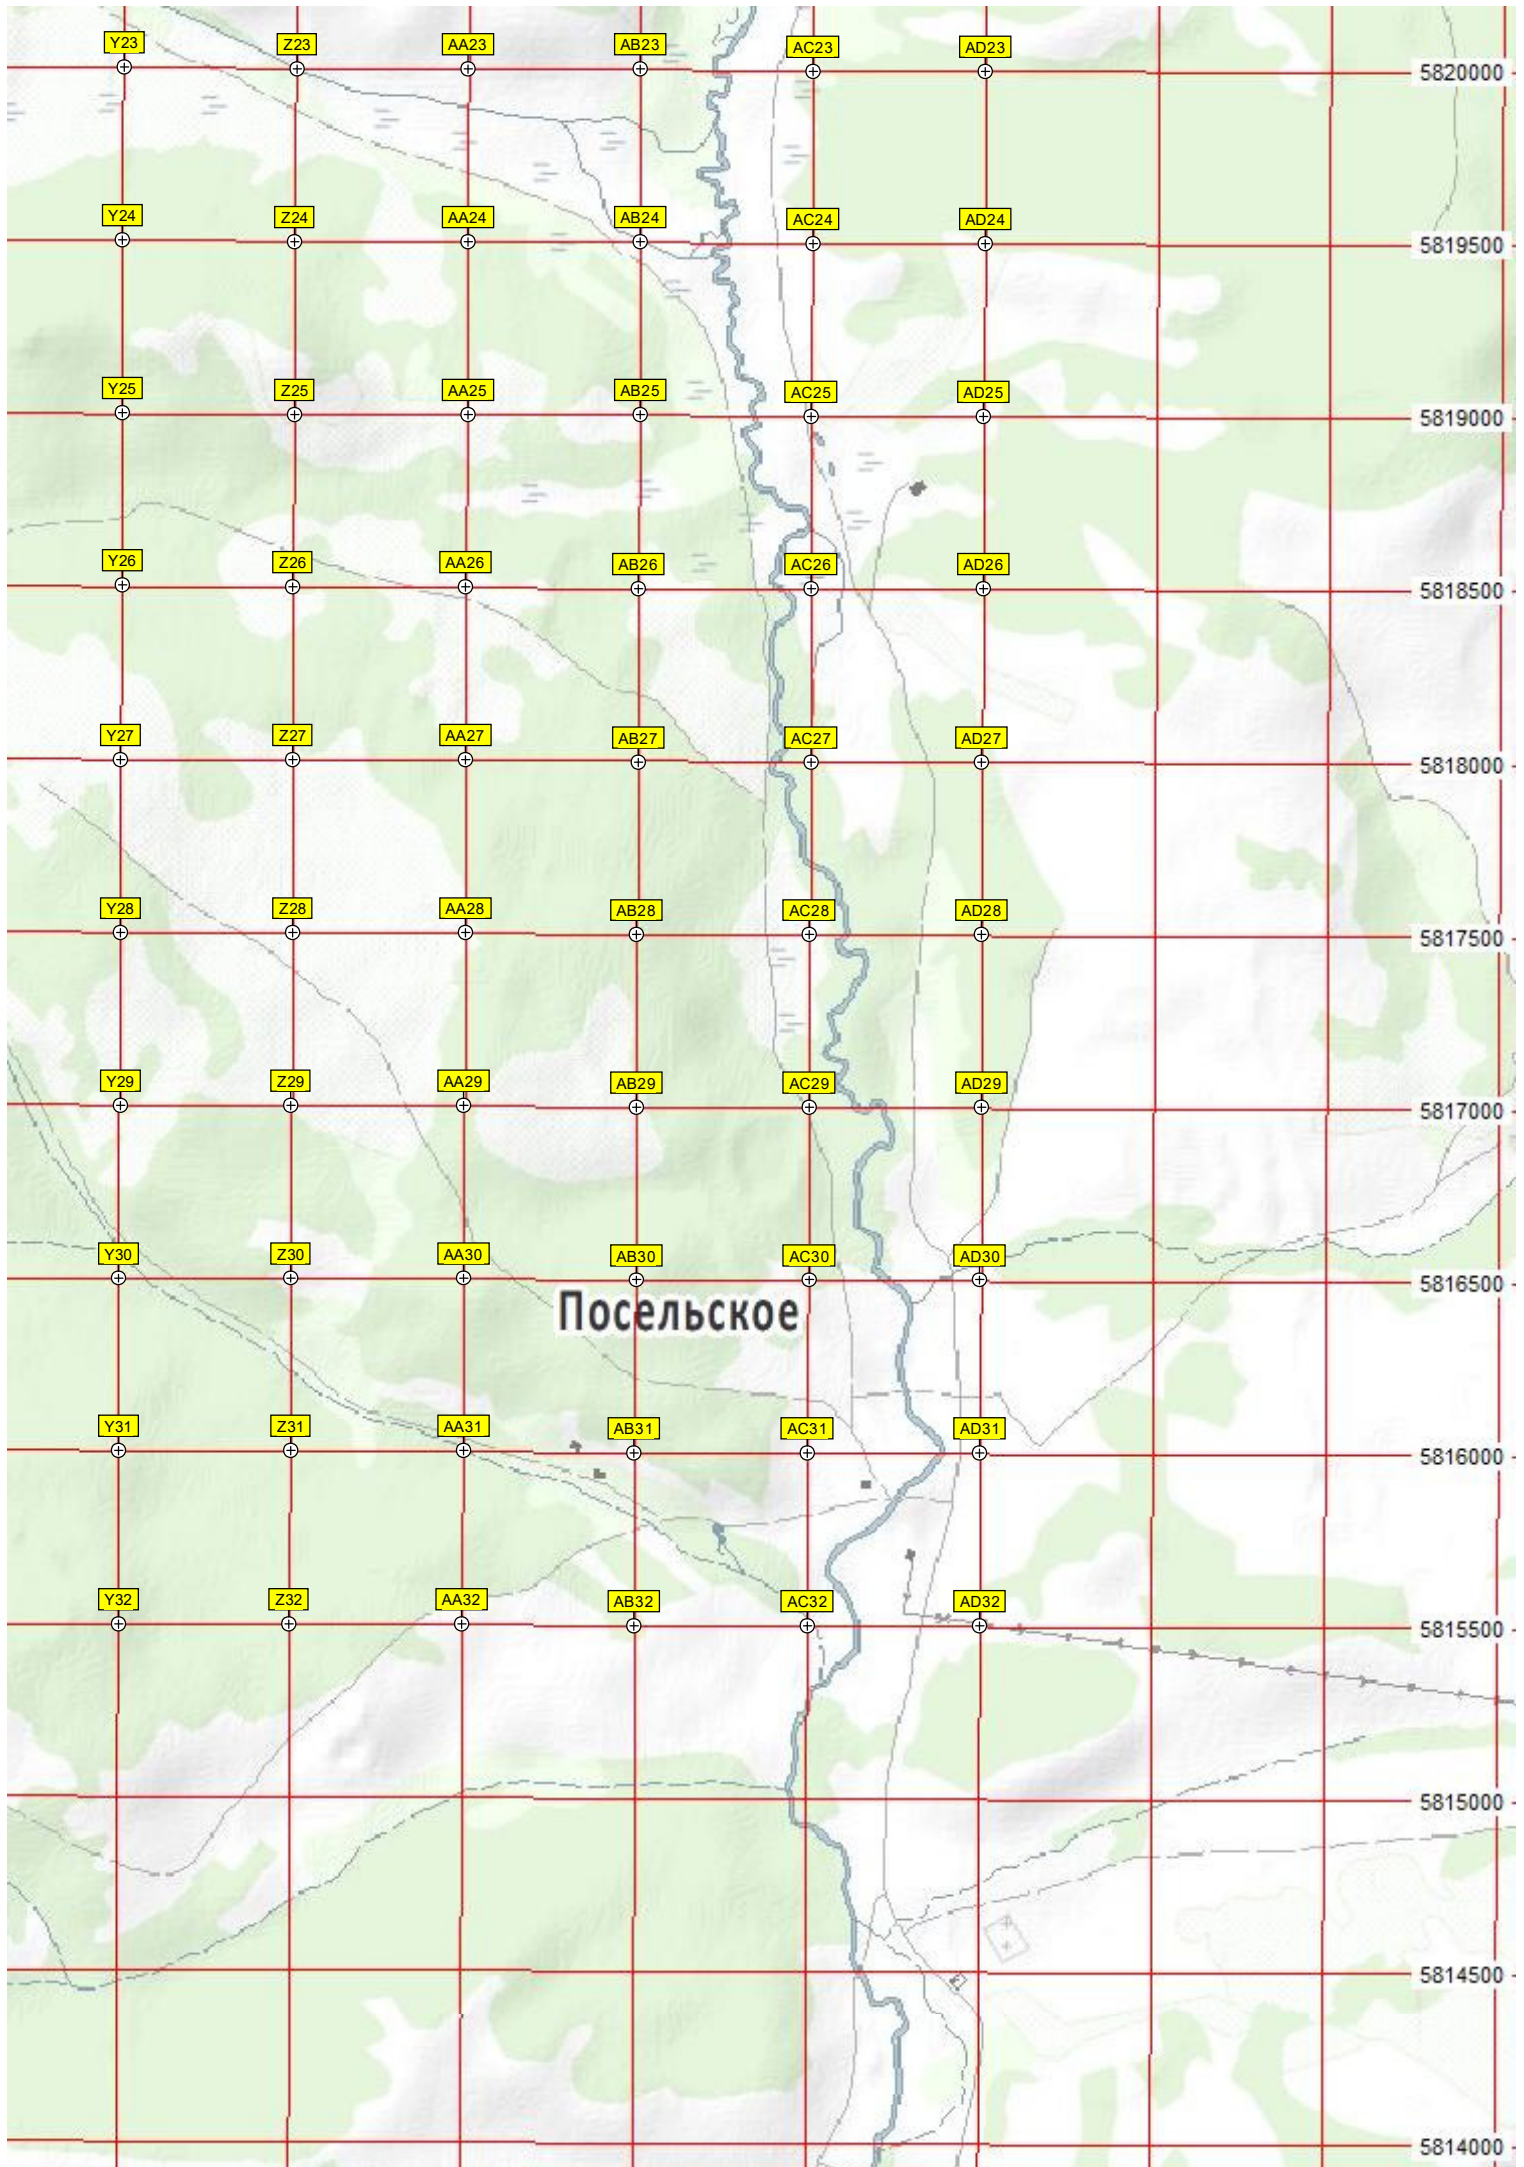 Y23 Z23 AA23 AB23 AC23 AD23
5820000
Y24 Z24 AA24 AB24 AC24 AD24
5819500
Y25 Z25 AA25 AB25 AC25 AD25
5819000
Y26 Z26 AA26 AB26 AC26 AD26
5818500
Y27 Z27 AA27 AB27 AC27 AD27
5818000
Y28 Z28 AA28 AB28 AC28 AD28
5817500
Y29 Z29 AA29 AB29 AC29 AD29
5817000
Y30 Z30 AA30 AB30 AC30 AD30
5816500
Посельское
Y31 Z31 AA31 AB31 AC31 AD31
5816000
Y32 Z32 AA32 AB32 AC32 AD32
5815500
5815000
5814500
5814000